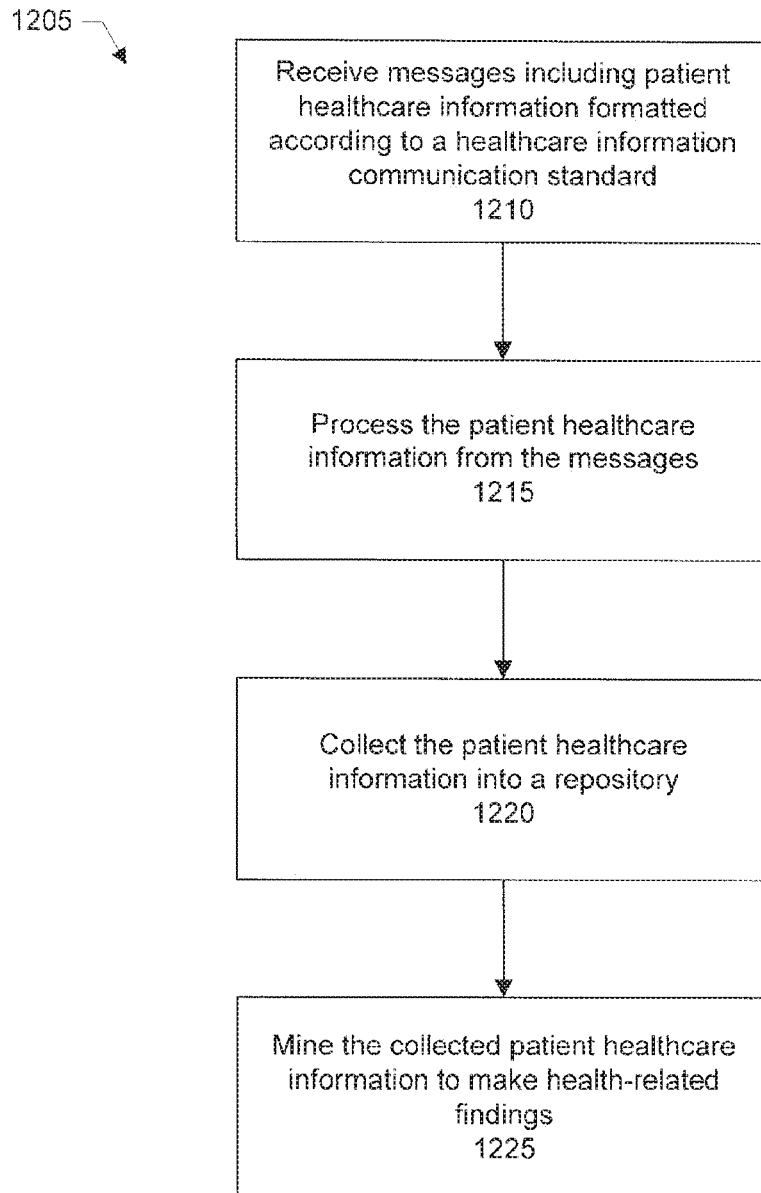 1205
Receive messages including patient
healthcare information formatted
according to a healthcare information
communication standard
1210
Process the patient healthcare
information from the messages
1215
Collect the patient healthcare
information into a repository
1220
Mine the collected patient healthcare
information to make health-related
findings
1225